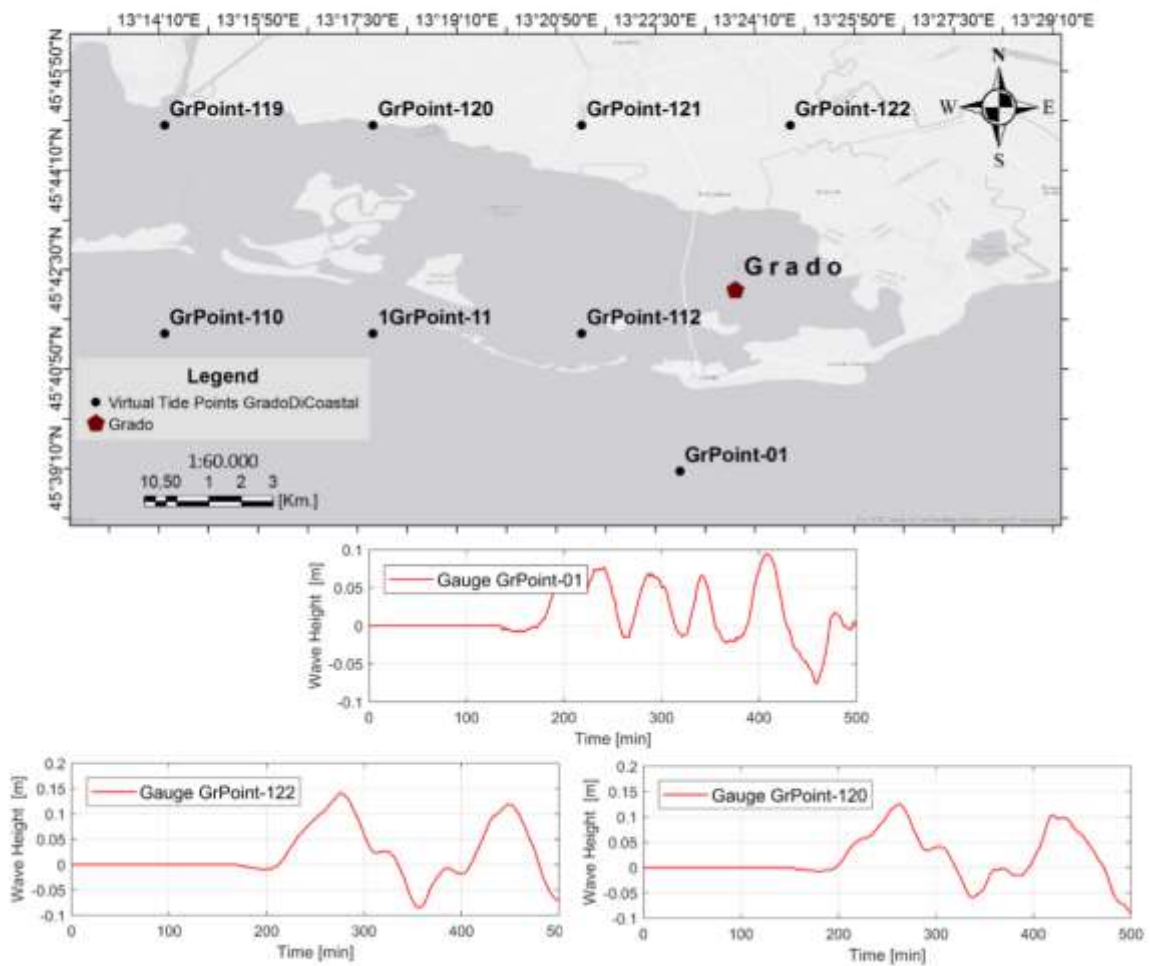 13°14'10"E 13°15'50"E 13°17'30"E 13°19'10"E 13°20'50"E 13°22'30"E 13°24'10"E 13°25'50"E 13°27'30"E 13°29'10"E
45°45'50"N
45°44'10"N
45°42'30"N
45°40'50"N
45°39'10"N
N
W E
S
GrPoint-119 GrPoint-120 GrPoint-121 GrPoint-122
Grado
GrPoint-110 1GrPoint-11 GrPoint-112
Legend
Virtual Tide Points GradoDiCoastal
Grado
GrPoint-01
1:60.000
10,50 1 2 3
[Km.]
Gauge GrPoint-01
Wave Height [m]
0.1
0.05
0
-0.05
-0.1
0 100 200 300 400 500
Time [min]
Gauge GrPoint-122
Wave Height [m]
0.2
0.15
0.1
0.05
0
-0.05
-0.1
0 100 200 300 400 50
Time [min]
Gauge GrPoint-120
Wave Height [m]
0.2
0.15
0.1
0.05
0
-0.05
-0.1
0 100 200 300 400 500
Time [min]